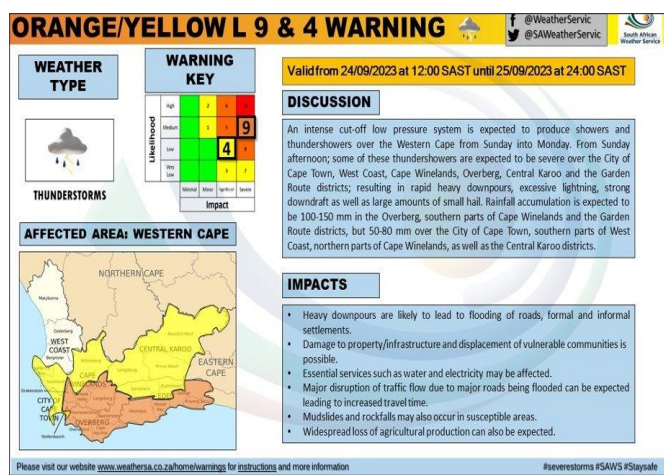 ORANGE/YELLOW L 9 & 4 WARNING
@WeatherServic
@SAWeatherServic
South African
Weather Service
WEATHER
TYPE
THUNDERSTORMS
WARNING
KEY
Likelihood
High
Medium
Low
Very
Low
2
1
9
4
Minimal
Minor
Significant
Severe
Impact
AFFECTED AREA: WESTERN CAPE
NORTHERN CAPE
Matzikama
Cederberg
WEST
COAST
Bergrivier
CENTRAL KAROO
EASTERN
CAPE
CAPE
WINELANDS
CITY OF
CAPE
TOWN
OVERBERG
EDEN
Drakenstein
Stellenbosch
Valid from 24/09/2023 at 12:00 SAST until 25/09/2023 at 24:00 SAST
DISCUSSION
An intense cut-off low pressure system is expected to produce showers and
thundershowers over the Western Cape from Sunday into Monday. From Sunday
afternoon; some of these thundershowers are expected to be severe over the City of
Cape Town, West Coast, Cape Winelands, Overberg, Central Karoo and the Garden
Route districts; resulting in rapid heavy downpours, excessive lightning, strong
downdraft as well as large amounts of small hail. Rainfall accumulation is expected to
be 100-150 mm in the Overberg, southern parts of Cape Winelands and the Garden
Route districts, but 50-80 mm over the City of Cape Town, southern parts of West
Coast, northern parts of Cape Winelands, as well as the Central Karoo districts.
IMPACTS
• Heavy downpours are likely to lead to flooding of roads, formal and informal
settlements.
• Damage to property/infrastructure and displacement of vulnerable communities is
possible.
• Essential services such as water and electricity may be affected.
• Major disruption of traffic flow due to major roads being flooded can be expected
leading to increased travel time.
• Mudslides and rockfalls may also occur in susceptible areas.
• Widespread loss of agricultural production can also be expected.
Please visit our website www.weathersa.co.za/home/warnings for instructions and more information
#severestorms #SAWS #Staysafe